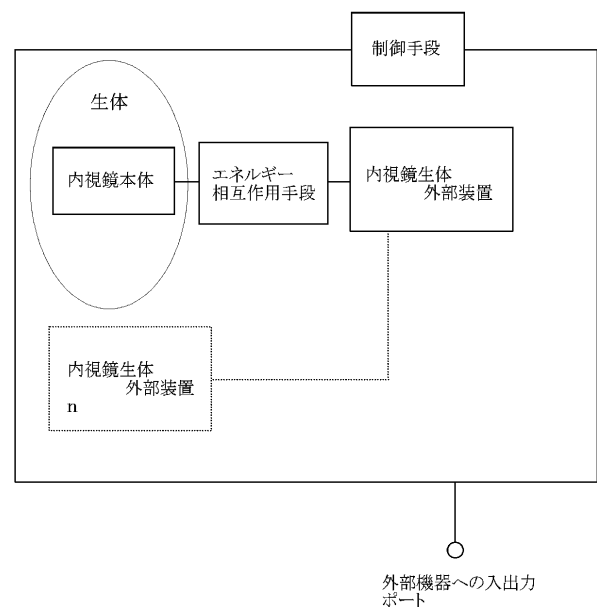 制御手段
生体
内視鏡本体
エネルギー
相互作用手段
内視鏡生体
外部装置
内視鏡生体
外部装置
n
外部機器への入出力
ポート